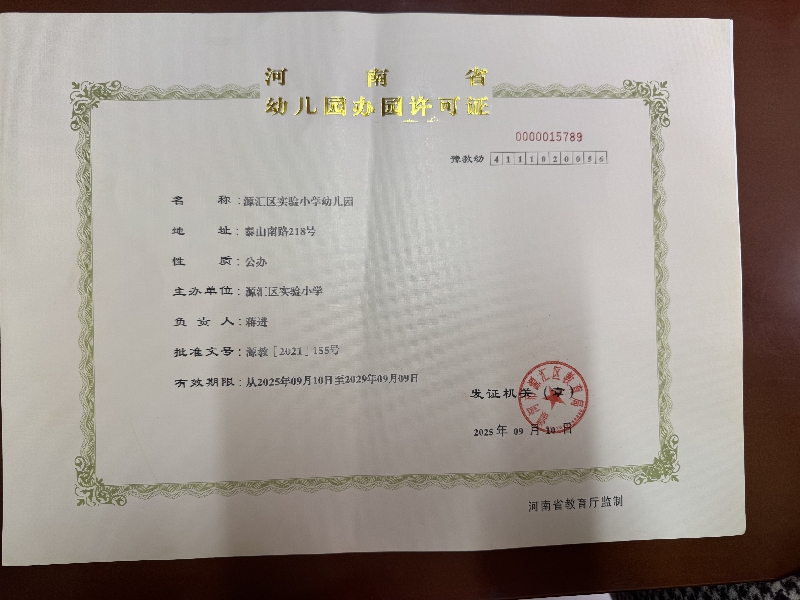 河南省
幼儿园办园许可证
0000015789
豫教幼 4111020056
名称：源汇区实验小学幼儿园
地址：泰山南路218号
性质：公办
主办单位：源汇区实验小学
负责人：蒋进
批准文号：源教［2021］155号
有效期限：从2025年09月10日至2029年09月09日
发证机关（章）
2025年 09 月 10 日
河南省教育厅监制